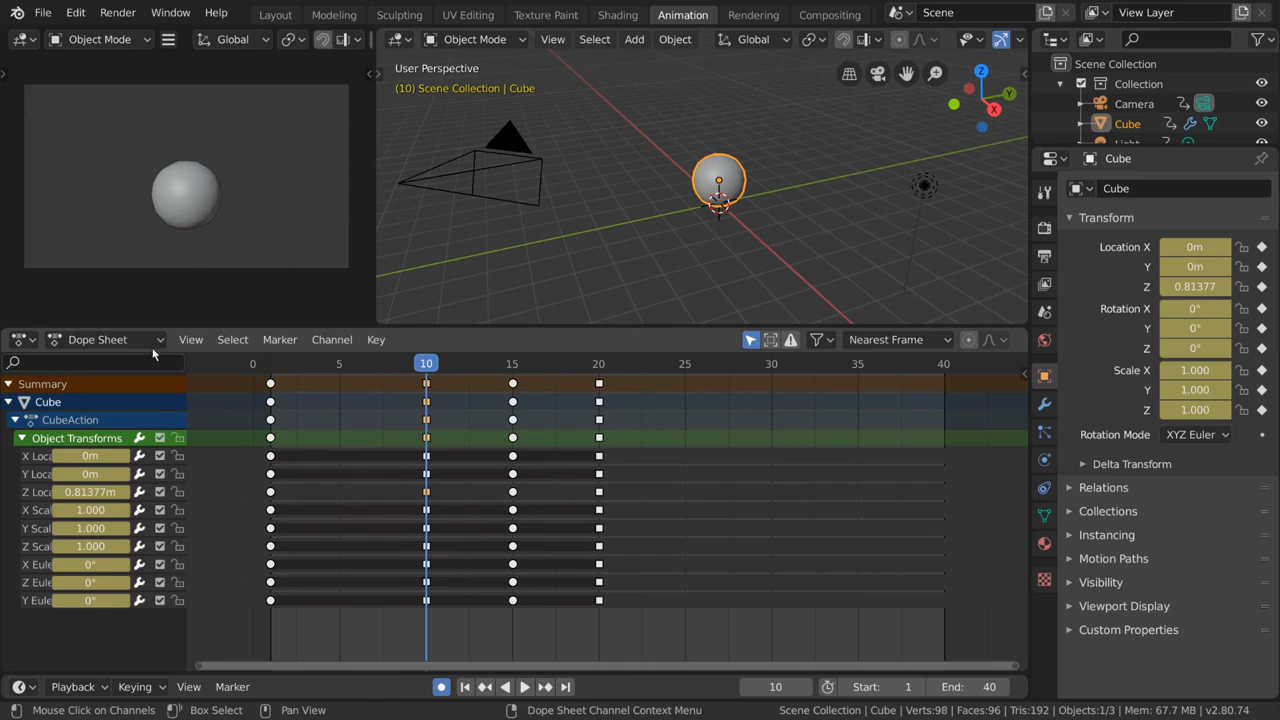 File Edit Render Window Help Layout Modeling Sculpting UV Editing Texture Paint Shading Animation Rendering Compositing Scene View Layer
Object Mode Global Object Mode View Select Add Object Global
User Perspective
(10) Scene Collection | Cube
Z
Y
X
Scene Collection
Collection
Camera
Cube
Cube
Cube
Transform
Location X 0m
Y 0m
Z 0.81377
Rotation X 0°
Y 0°
Z 0°
Scale X 1.000
Y 1.000
Z 1.000
Rotation Mode XYZ Euler
Delta Transform
Relations
Collections
Instancing
Motion Paths
Visibility
Viewport Display
Custom Properties
Dope Sheet View Select Marker Channel Key Nearest Frame
0 5 10 15 20 25 30 35 40
Summary
Cube
CubeAction
Object Transforms
X Loca 0m
Y Loca 0m
Z Loca 0.81377m
X Scal 1.000
Y Scal 1.000
Z Scal 1.000
X Eule 0°
Z Eule 0°
Y Eule 0°
Playback Keying View Marker 10 Start: 1 End: 40
Mouse Click on Channels Box Select Pan View Dope Sheet Channel Context Menu Scene Collection | Cube | Verts:98 | Faces:96 | Tris:192 | Objects:1/3 | Mem: 67.7 MB | v2.80.74